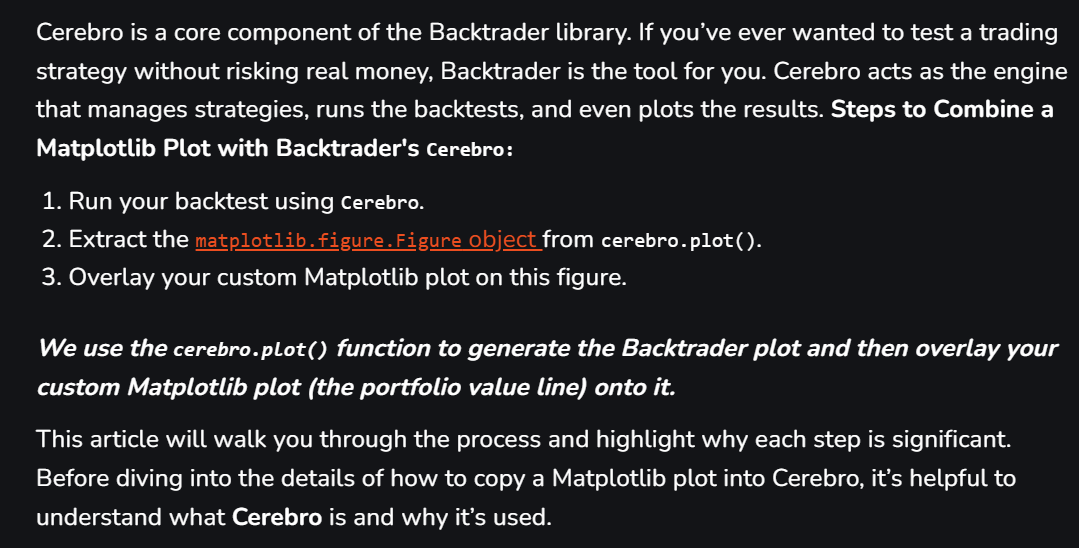 Cerebro is a core component of the Backtrader library. If you’ve ever wanted to test a trading
strategy without risking real money, Backtrader is the tool for you. Cerebro acts as the engine
that manages strategies, runs the backtests, and even plots the results. Steps to Combine a
Matplotlib Plot with Backtrader's Cerebro:
1. Run your backtest using Cerebro.
2. Extract the matplotlib.figure.Figure object from cerebro.plot().
3. Overlay your custom Matplotlib plot on this figure.
We use the cerebro.plot() function to generate the Backtrader plot and then overlay your
custom Matplotlib plot (the portfolio value line) onto it.
This article will walk you through the process and highlight why each step is significant.
Before diving into the details of how to copy a Matplotlib plot into Cerebro, it’s helpful to
understand what Cerebro is and why it’s used.